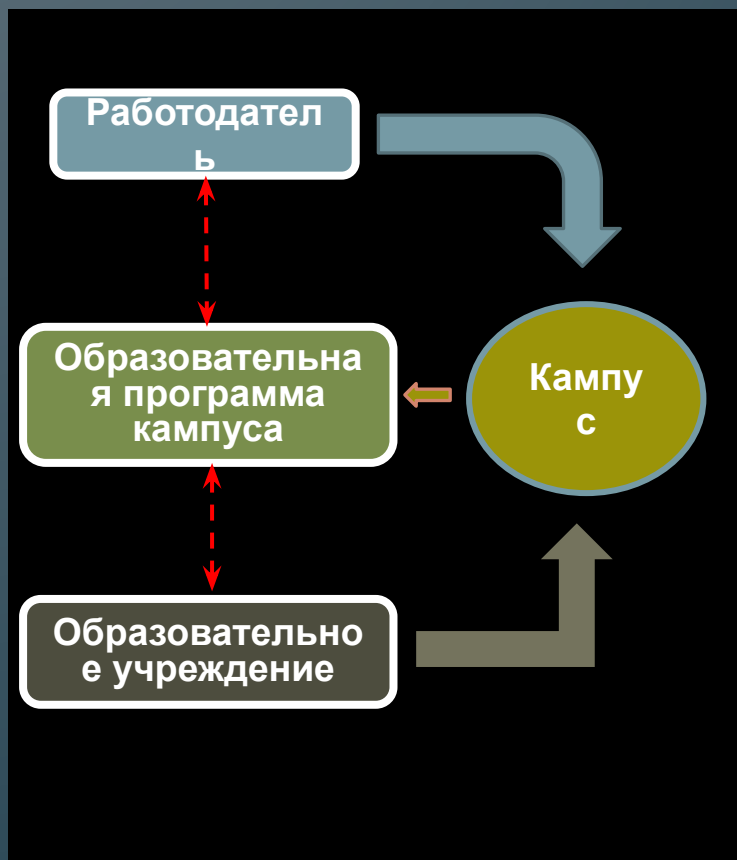 Работодател
ь
Образовательна
я программа
кампуса
Кампу
с
Образовательно
е учреждение